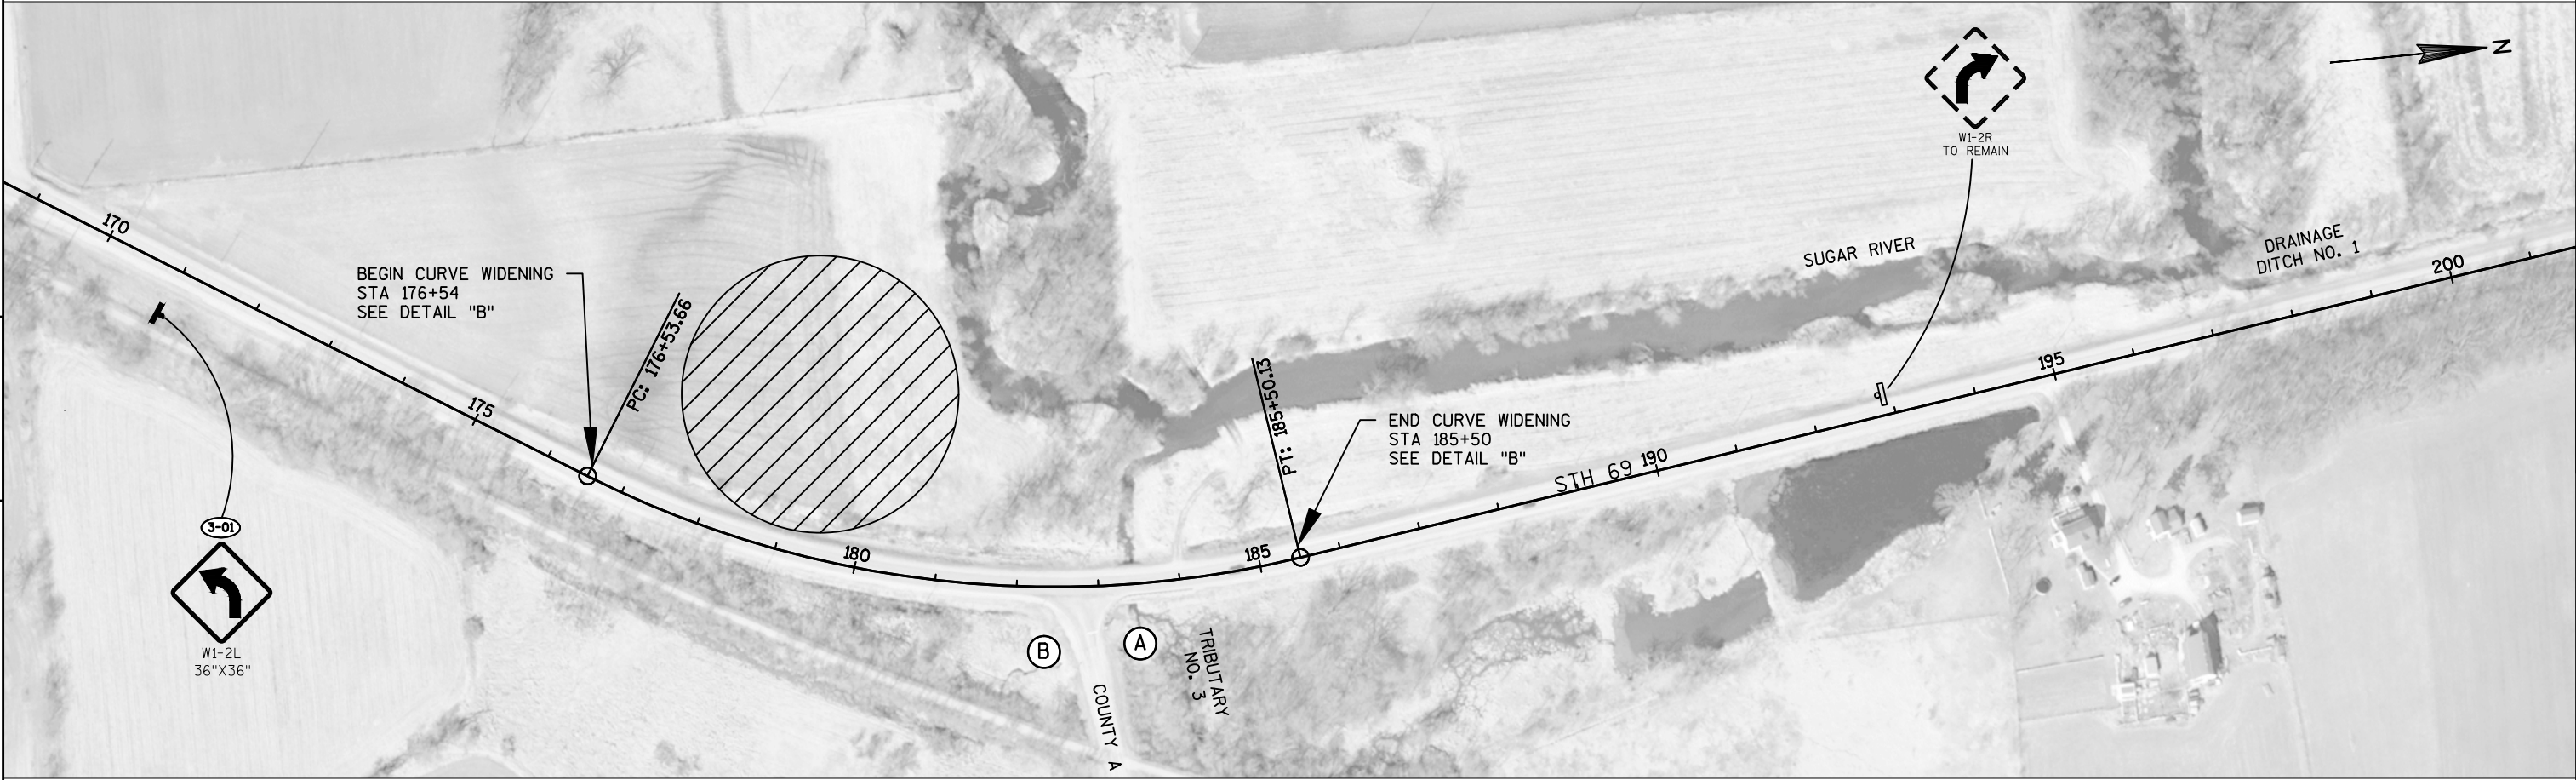 N
W1-2R
TO REMAIN
170
BEGIN CURVE WIDENING
STA 176+54
SEE DETAIL "B"
PC: 176+53.66
SUGAR RIVER
DRAINAGE
DITCH NO. 1
200
175
PT: 185+50.13
END CURVE WIDENING
STA 185+50
SEE DETAIL "B"
195
STH 69
190
3-01
W1-2L
36"X36"
180
185
B
A
TRIBUTARY
NO. 3
COUNTY A